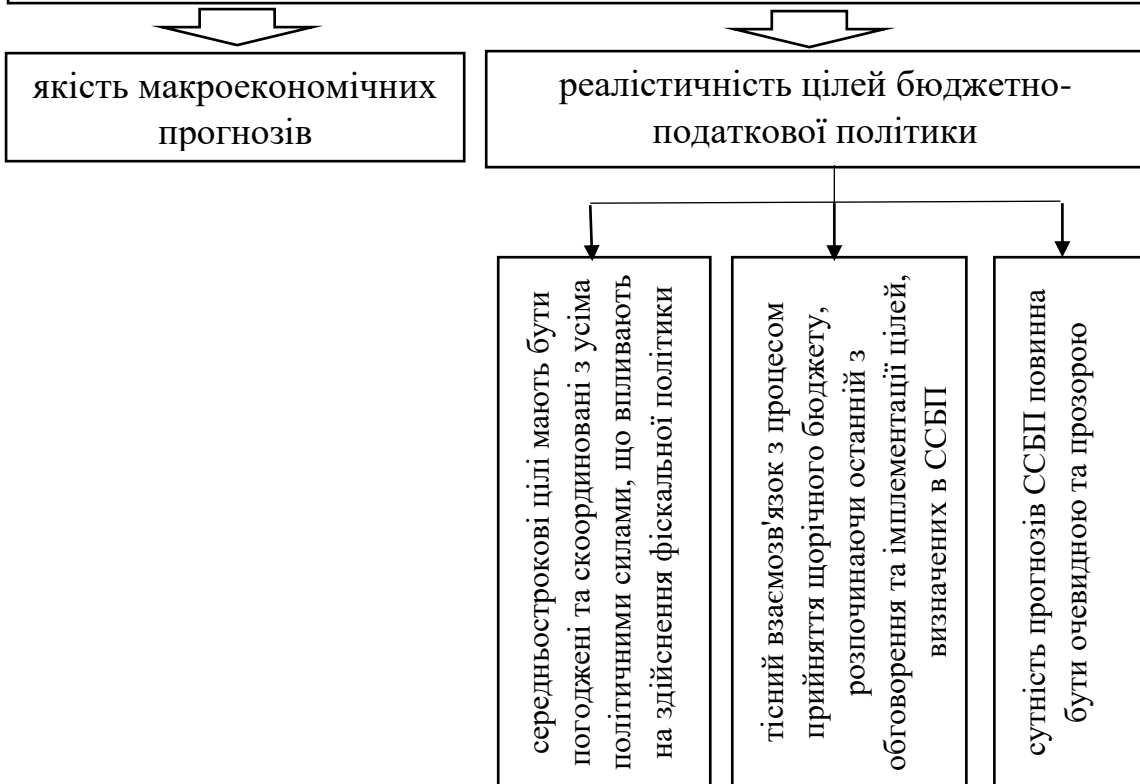 якість макроекономічних
прогнозів
реалістичність цілей бюджетно-
податкової політики
середньострокові цілі мають бути
погоджені та скоординовані з усіма
політичними силами, що впливають
на здійснення фіскальної політики
тісний взаємозв'язок з процесом
прийняття щорічного бюджету,
розпочинаючи останній з
обговорення та імплементації цілей,
визначених в ССБП
сутність прогнозів ССБП повинна
бути очевидною та прозорою